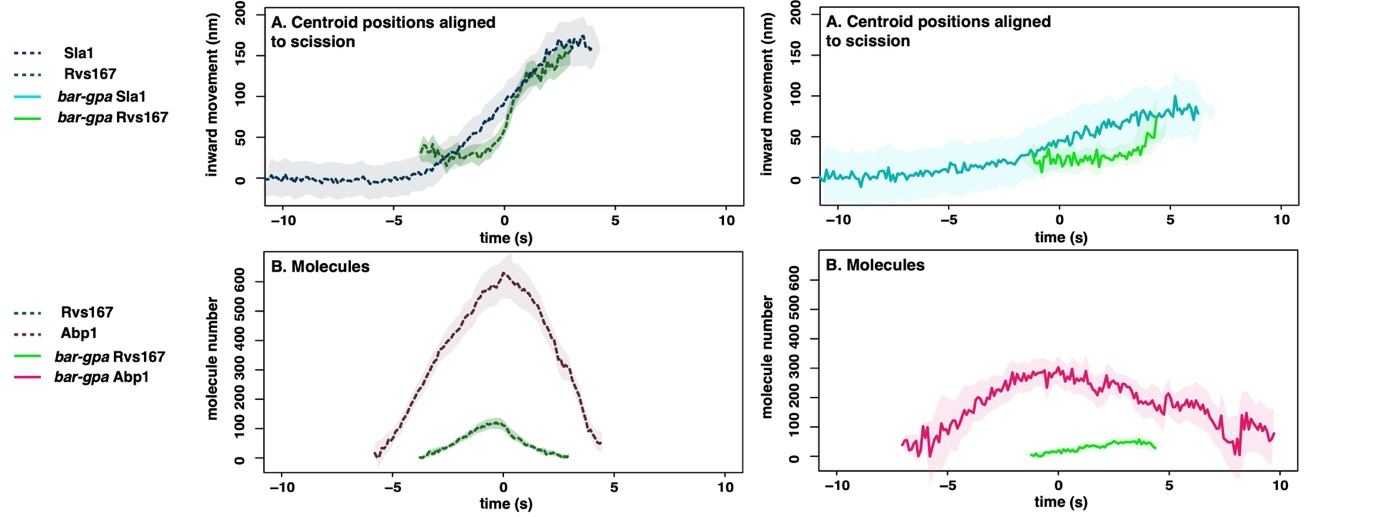 Sla1
Rvs167
bar-gpa Sla1
bar-gpa Rvs167
inward movement (nm)
0 50 100 150 200
A. Centroid positions aligned
to scission
−10 −5 0 5 10
time (s)
inward movement (nm)
0 50 100 150 200
A. Centroid positions aligned
to scission
−10 −5 0 5 10
time (s)
Rvs167
Abp1
bar-gpa Rvs167
bar-gpa Abp1
molecule number
0 100 200 300 400 500 600
B. Molecules
−10 −5 0 5 10
time (s)
molecule number
0 100 200 300 400 500 600
B. Molecules
−10 −5 0 5 10
time (s)